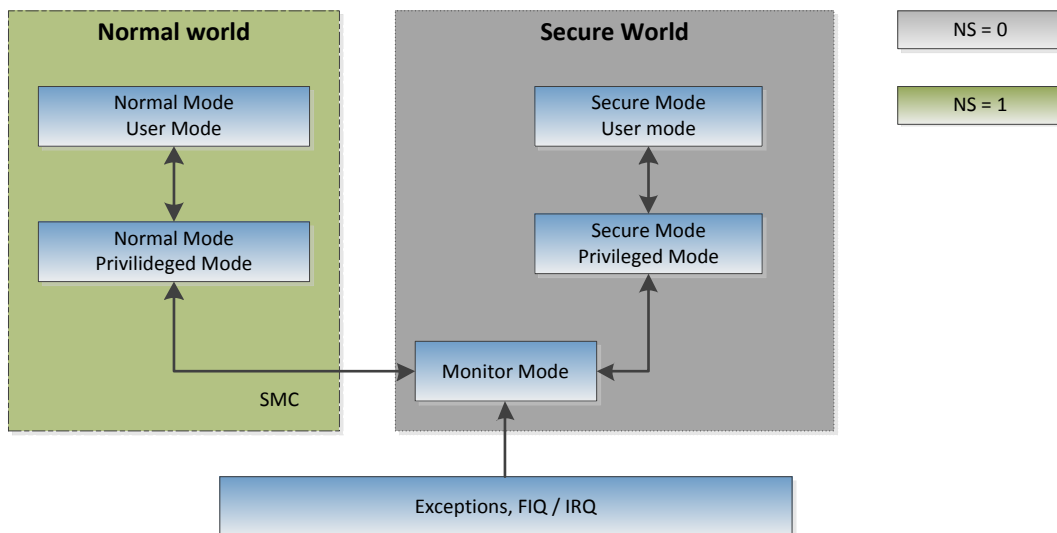 Normal world
Secure World
NS = 0
NS = 1
Normal Mode
User Mode
Secure Mode
User mode
Normal Mode
Privilideged Mode
Secure Mode
Privileged Mode
Monitor Mode
SMC
Exceptions, FIQ / IRQ